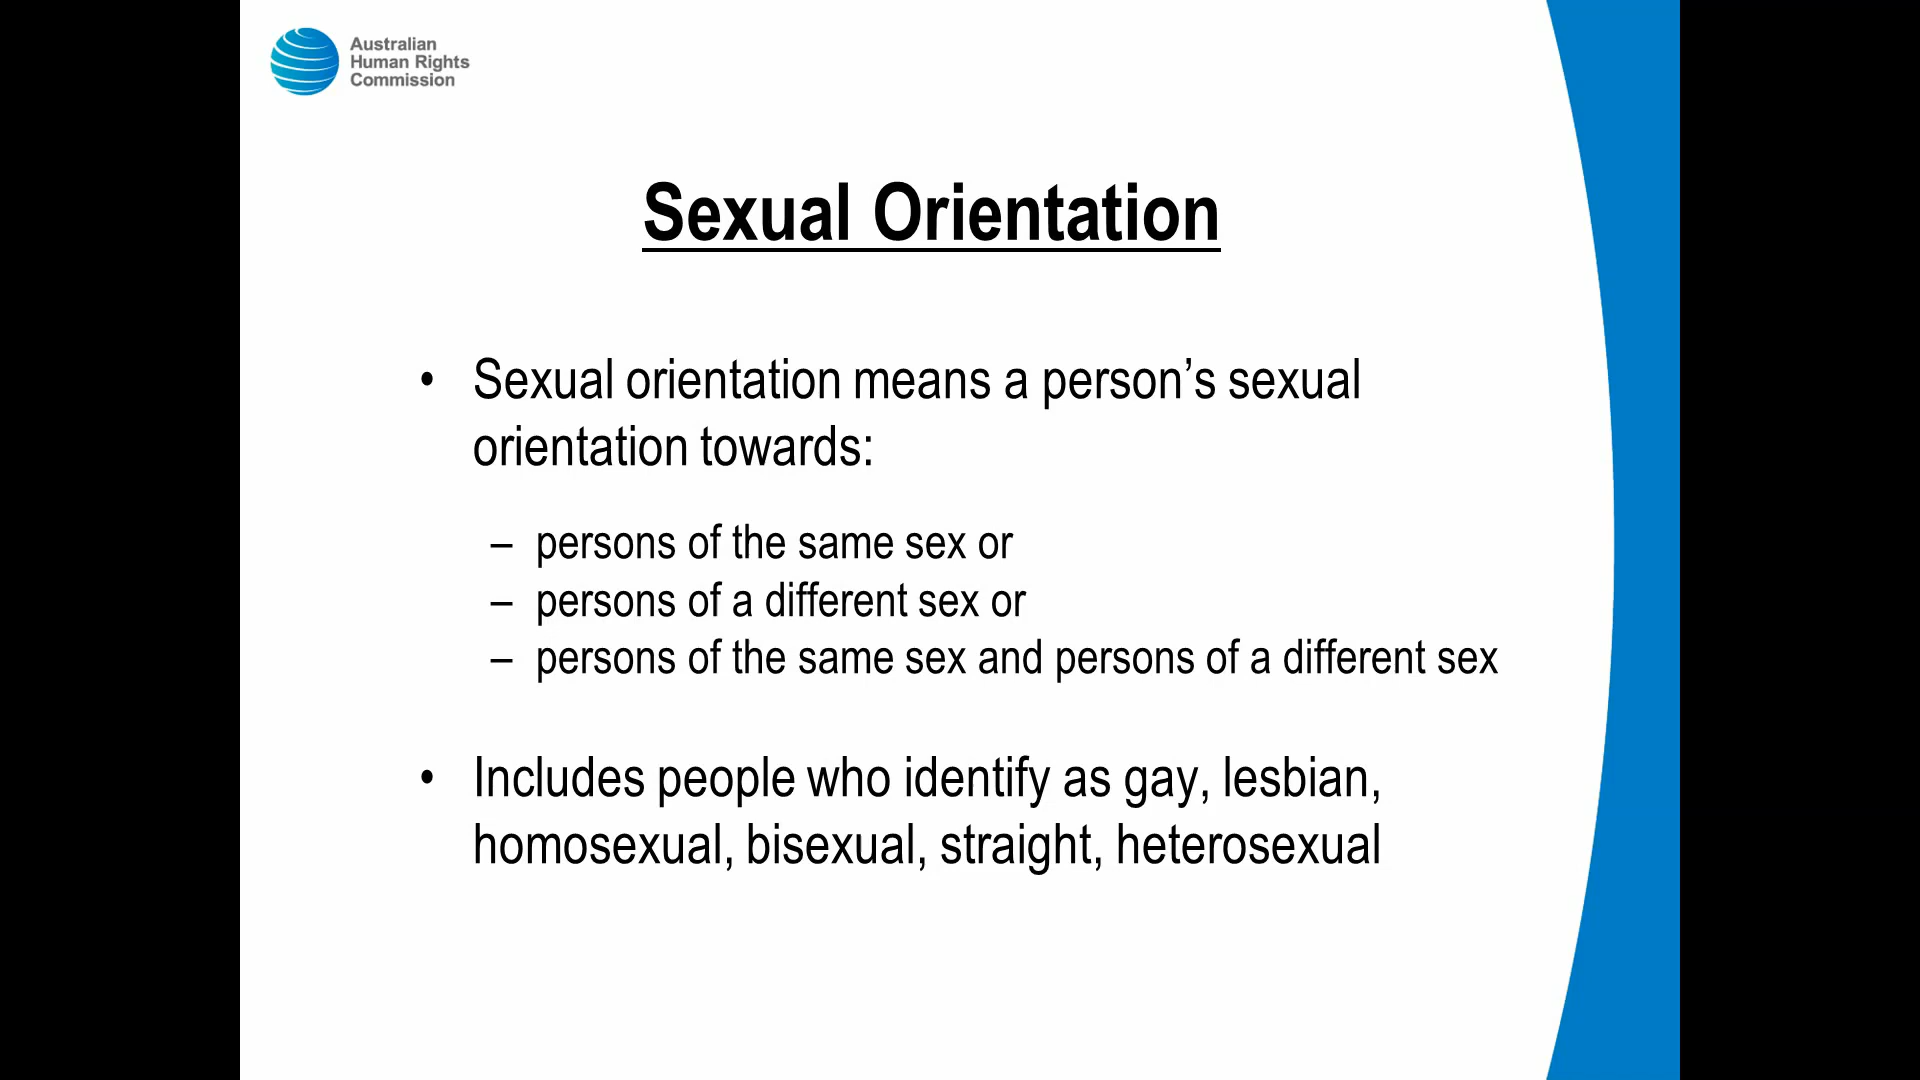 Australian
Human Rights
Commission
Sexual Orientation
• Sexual orientation means a person’s sexual
orientation towards:
– persons of the same sex or
– persons of a different sex or
– persons of the same sex and persons of a different sex
• Includes people who identify as gay, lesbian,
homosexual, bisexual, straight, heterosexual